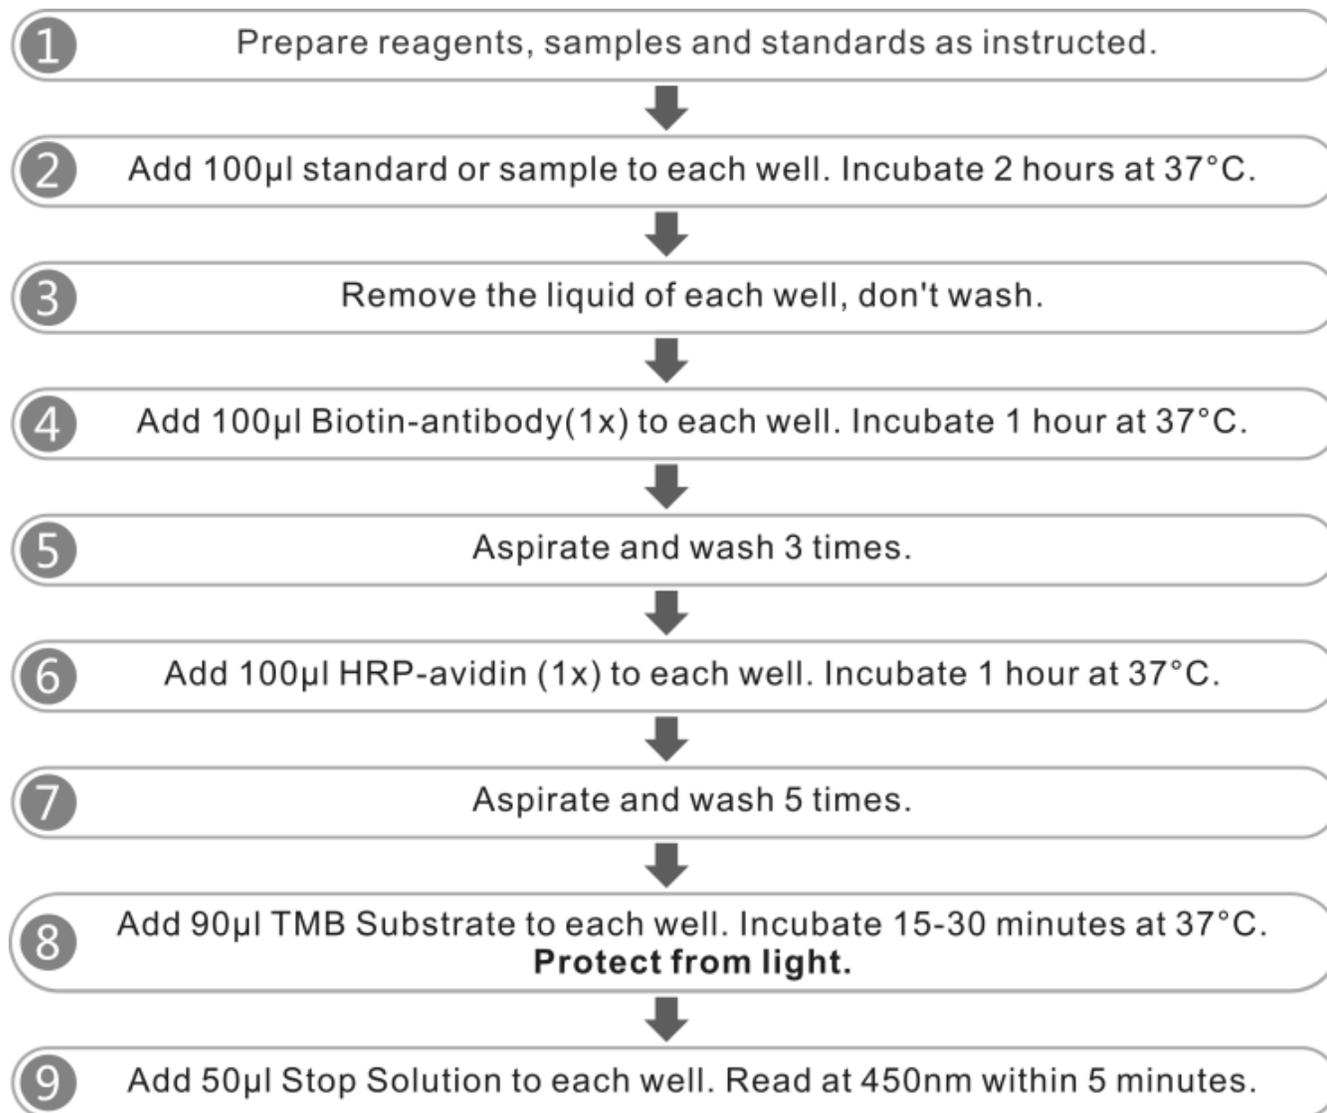 1 Prepare reagents, samples and standards as instructed.
2 Add 100µl standard or sample to each well. Incubate 2 hours at 37°C.
3 Remove the liquid of each well, don't wash.
4 Add 100µl Biotin-antibody(1x) to each well. Incubate 1 hour at 37°C.
5 Aspirate and wash 3 times.
6 Add 100µl HRP-avidin (1x) to each well. Incubate 1 hour at 37°C.
7 Aspirate and wash 5 times.
8 Add 90µl TMB Substrate to each well. Incubate 15-30 minutes at 37°C.
Protect from light.
9 Add 50µl Stop Solution to each well. Read at 450nm within 5 minutes.